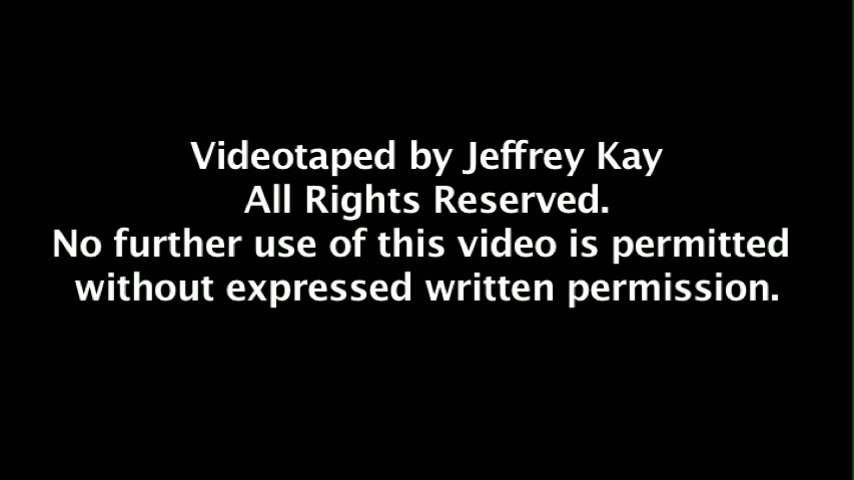 Videotaped by Jeffrey Kay
All Rights Reserved.
No further use of this video is permitted
without expressed written permission.